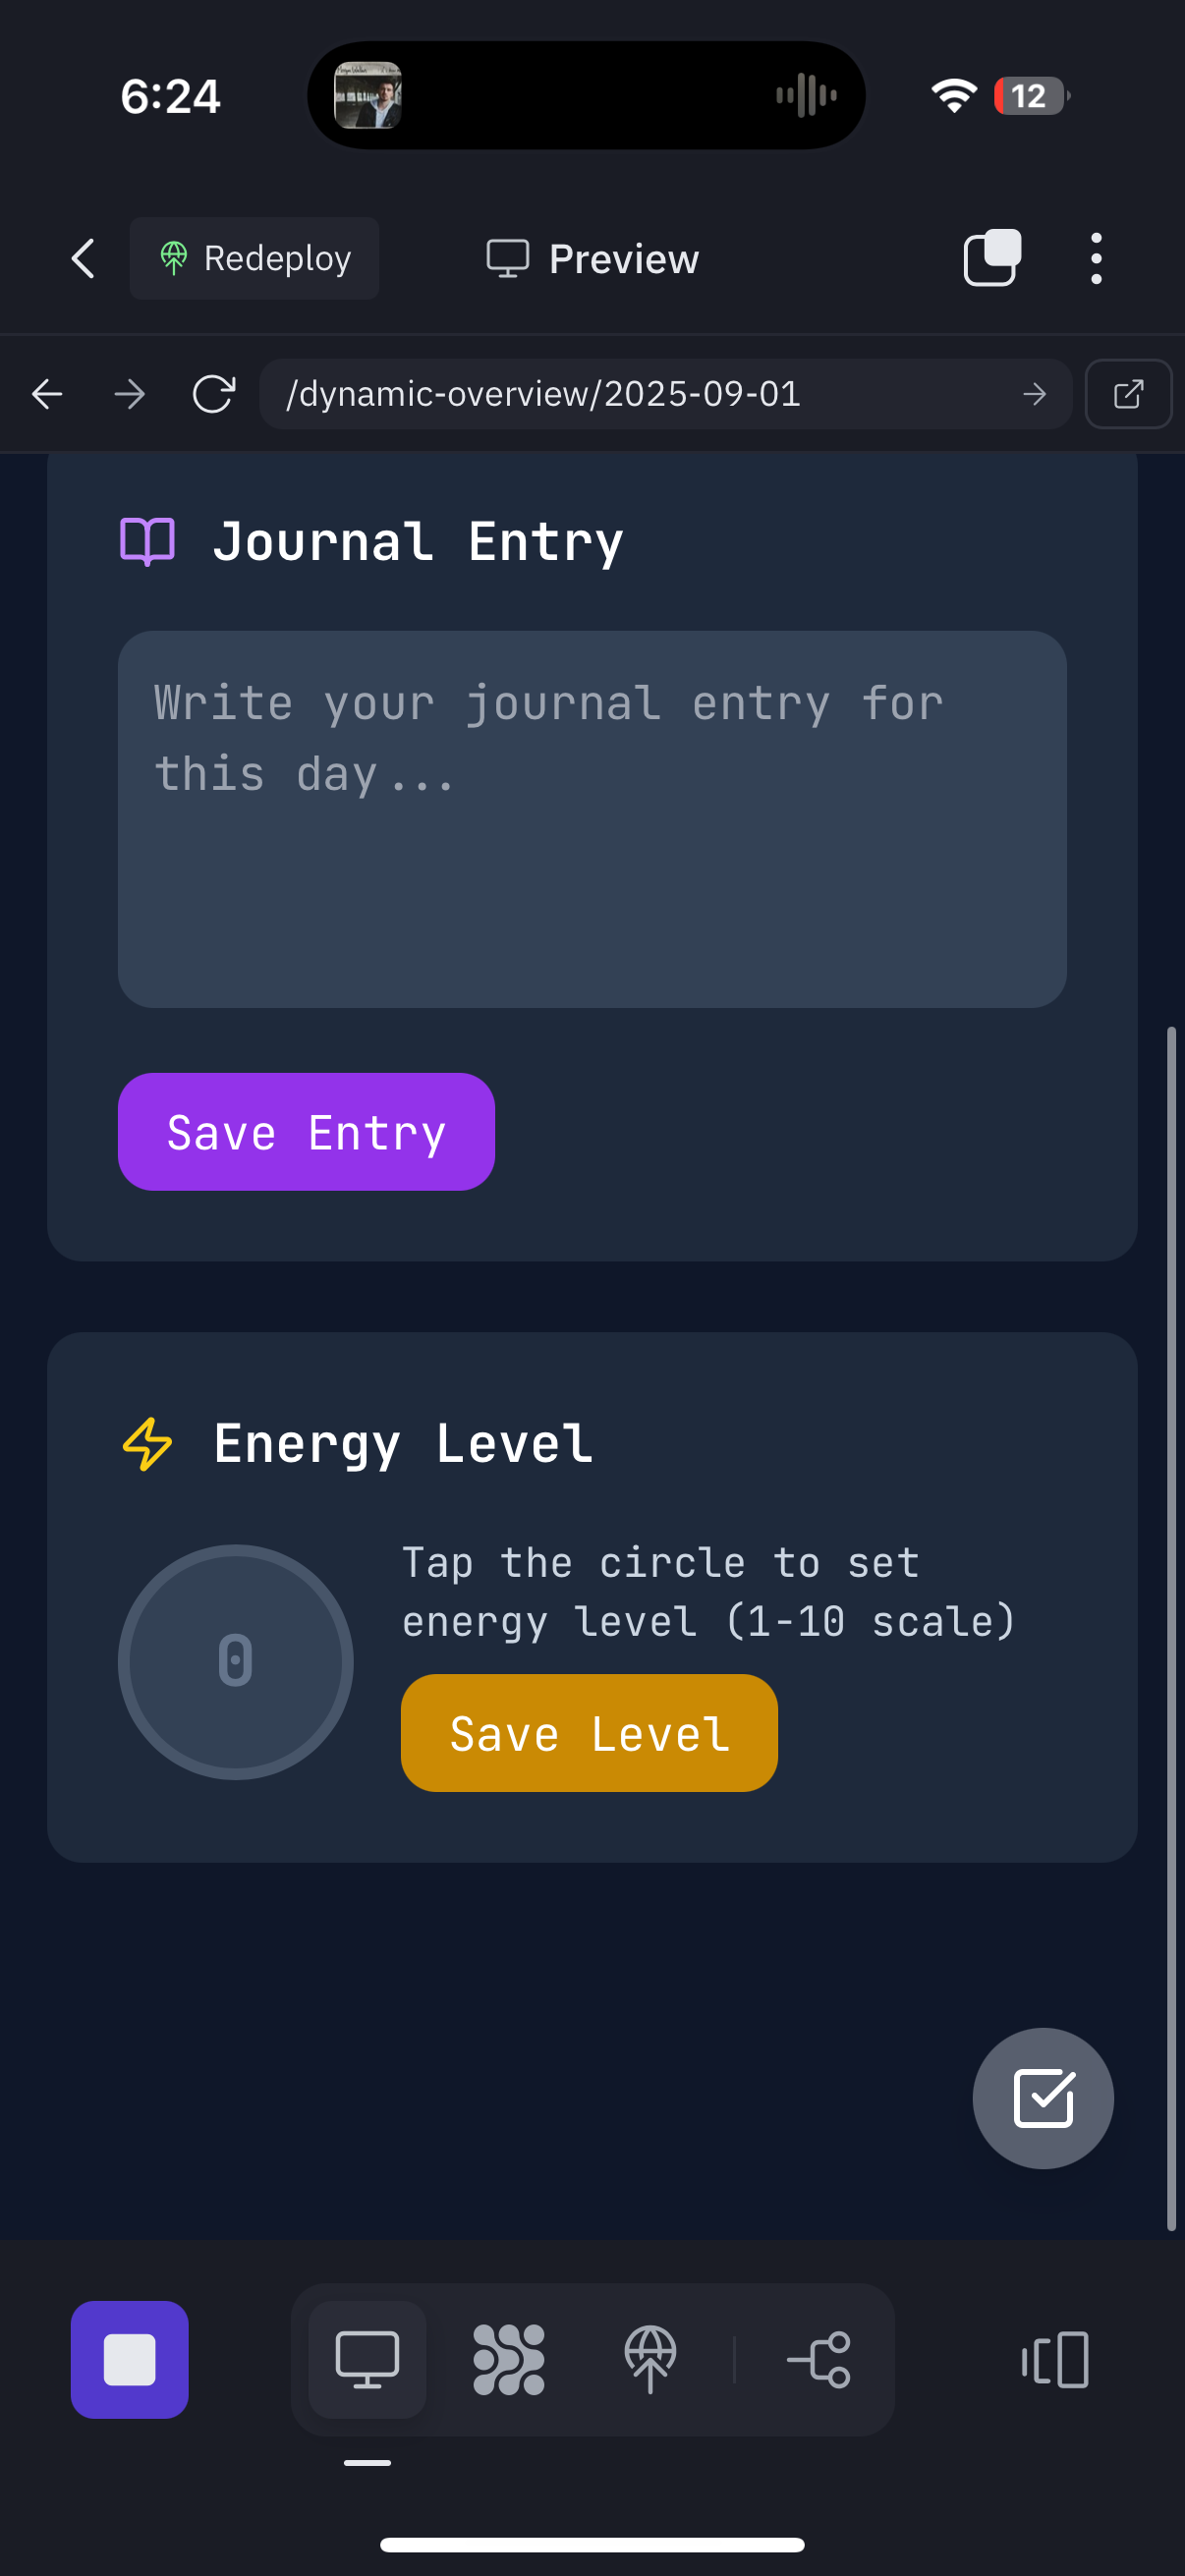 6:24
12
Redeploy
Preview
/dynamic-overview/2025-09-01
Journal Entry
Write your journal entry for
this day...
Save Entry
Energy Level
Tap the circle to set
energy level (1-10 scale)
0
Save Level